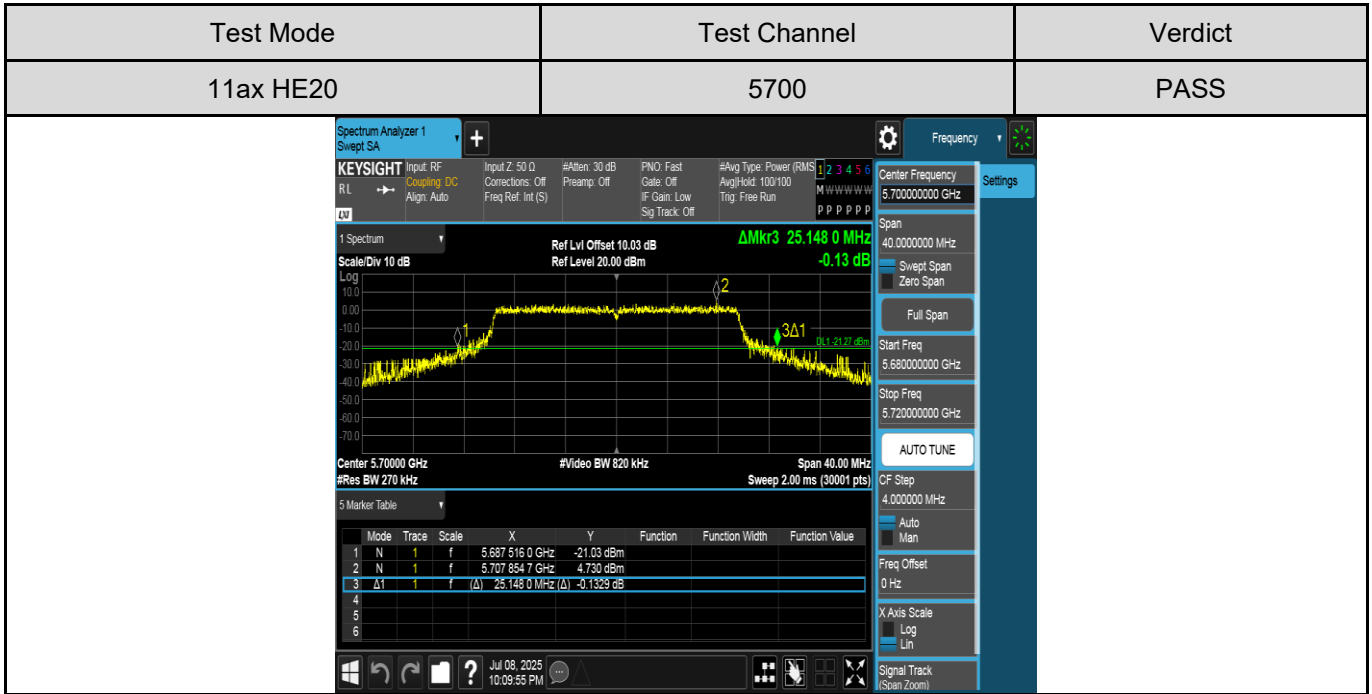 Test Mode Test Channel Verdict
11ax HE20 5700 PASS
Spectrum Analyzer 1
Swept SA
+
Frequency
KEYSIGHT Input: RF Input Z: 50 Ω #Atten: 30 dB PNO: Fast #Avg Type: Power (RMS 1 2 3 4 5 6
RL Coupling: DC Corrections: Off Preamp: Off Gate: Off Avg|Hold: 100/100 M W W W W W
Align: Auto Freq Ref: Int (S) IF Gain: Low Trig: Free Run
LXI Sig Track: Off P P P P P P
1 Spectrum Ref Lvl Offset 10.03 dB ΔMkr3 25.148 0 MHz
Scale/Div 10 dB Ref Level 20.00 dBm -0.13 dB
Log
10.0
0.00
-10.0
-20.0
-30.0
-40.0
-50.0
-60.0
-70.0
1
2
3Δ1
DL1 -21.27 dBm
Center 5.70000 GHz #Video BW 820 kHz Span 40.00 MHz
#Res BW 270 kHz Sweep 2.00 ms (30001 pts)
5 Marker Table
Mode Trace Scale X Y Function Function Width Function Value
1 N 1 f 5.687 516 0 GHz -21.03 dBm
2 N 1 f 5.707 854 7 GHz 4.730 dBm
3 Δ1 1 f (Δ) 25.148 0 MHz (Δ) -0.1329 dB
4
5
6
Center Frequency
5.700000000 GHz
Settings
Span
40.0000000 MHz
Swept Span
Zero Span
Full Span
Start Freq
5.680000000 GHz
Stop Freq
5.720000000 GHz
AUTO TUNE
CF Step
4.000000 MHz
Auto
Man
Freq Offset
0 Hz
X Axis Scale
Log
Lin
Signal Track
(Span Zoom)
? Jul 08, 2025
10:09:55 PM